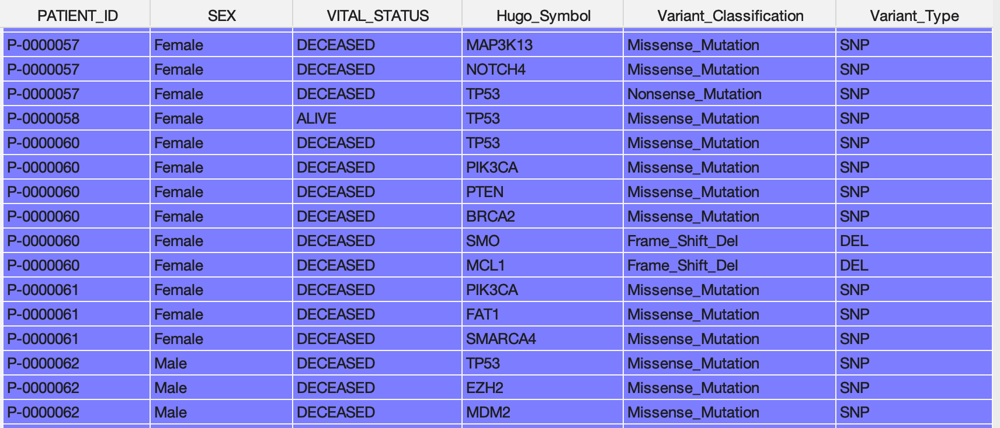 PATIENT_ID SEX VITAL_STATUS Hugo_Symbol Variant_Classification Variant_Type
P-0000057 Female DECEASED MAP3K13 Missense_Mutation SNP
P-0000057 Female DECEASED NOTCH4 Missense_Mutation SNP
P-0000057 Female DECEASED TP53 Nonsense_Mutation SNP
P-0000058 Female ALIVE TP53 Missense_Mutation SNP
P-0000060 Female DECEASED TP53 Missense_Mutation SNP
P-0000060 Female DECEASED PIK3CA Missense_Mutation SNP
P-0000060 Female DECEASED PTEN Missense_Mutation SNP
P-0000060 Female DECEASED BRCA2 Missense_Mutation SNP
P-0000060 Female DECEASED SMO Frame_Shift_Del DEL
P-0000060 Female DECEASED MCL1 Frame_Shift_Del DEL
P-0000061 Female DECEASED PIK3CA Missense_Mutation SNP
P-0000061 Female DECEASED FAT1 Missense_Mutation SNP
P-0000061 Female DECEASED SMARCA4 Missense_Mutation SNP
P-0000062 Male DECEASED TP53 Missense_Mutation SNP
P-0000062 Male DECEASED EZH2 Missense_Mutation SNP
P-0000062 Male DECEASED MDM2 Missense_Mutation SNP